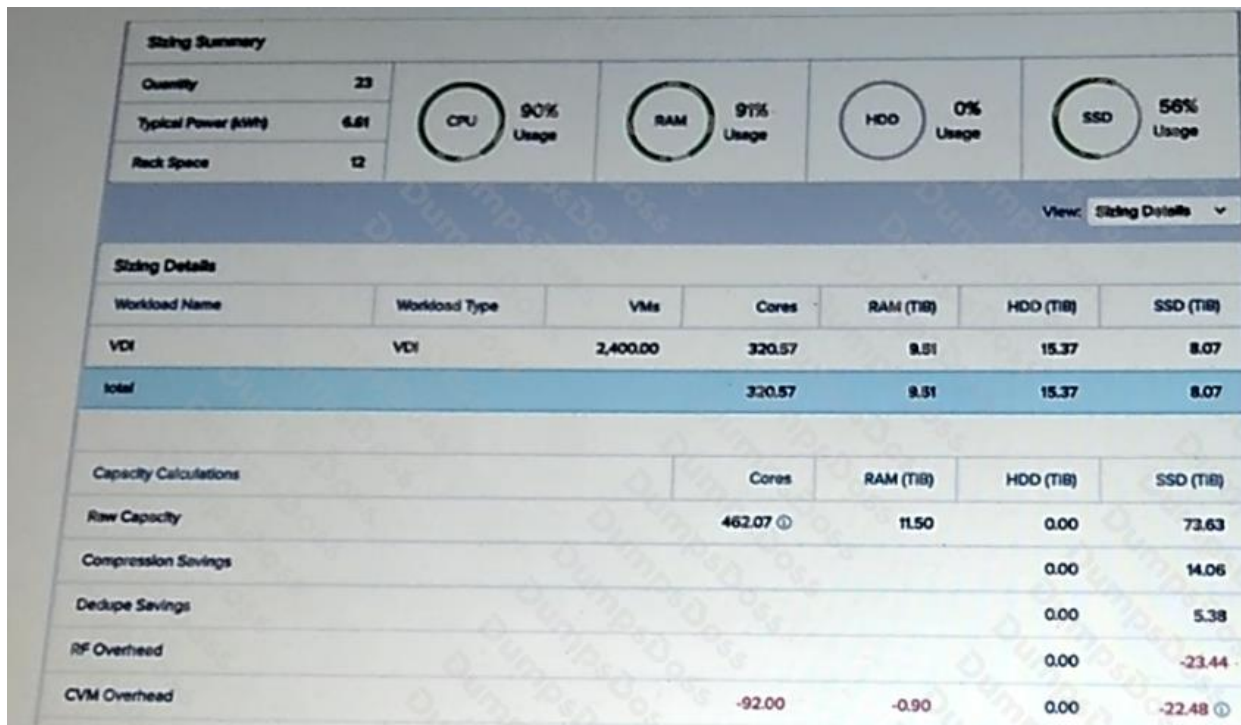 Sizing Summary
Quantity 23
Typical Power (kWh) 6.61
Rack Space 12
CPU 90% Usage
RAM 91% Usage
HDD 0% Usage
SSD 56% Usage
View: Sizing Details
Sizing Details
Workload Name Workload Type VMs Cores RAM (TiB) HDD (TiB) SSD (TiB)
VDI VDI 2,400.00 320.57 9.51 15.37 8.07
total 320.57 9.51 15.37 8.07
Capacity Calculations Cores RAM (TiB) HDD (TiB) SSD (TiB)
Raw Capacity 462.07 11.50 0.00 73.63
Compression Savings 0.00 14.06
Dedupe Savings 0.00 5.38
RF Overhead 0.00 -23.44
CVM Overhead -92.00 -0.90 0.00 -22.48
DumpsDoss